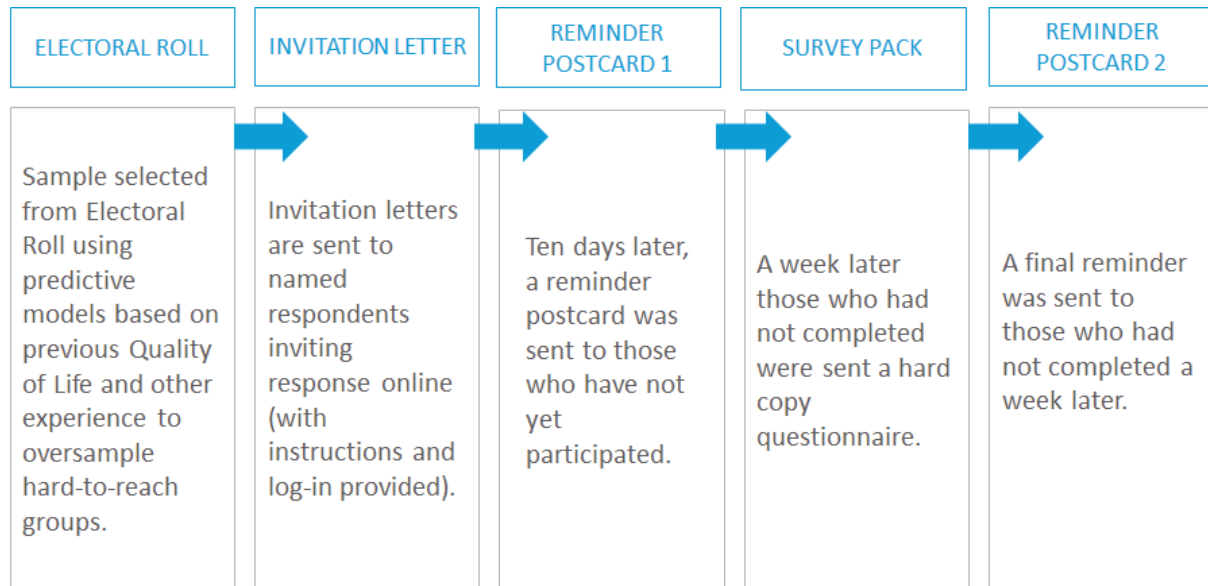 ELECTORAL ROLL
INVITATION LETTER
REMINDER
POSTCARD 1
SURVEY PACK
REMINDER
POSTCARD 2
Sample selected
from Electoral
Roll using
predictive
models based on
previous Quality
of Life and other
experience to
oversample
hard-to-reach
groups.
Invitation letters
are sent to
named
respondents
inviting
response online
(with
instructions and
log-in provided).
Ten days later,
a reminder
postcard was
sent to those
who have not
yet
participated.
A week later
those who had
not completed
were sent a hard
copy
questionnaire.
A final reminder
was sent to
those who had
not completed a
week later.